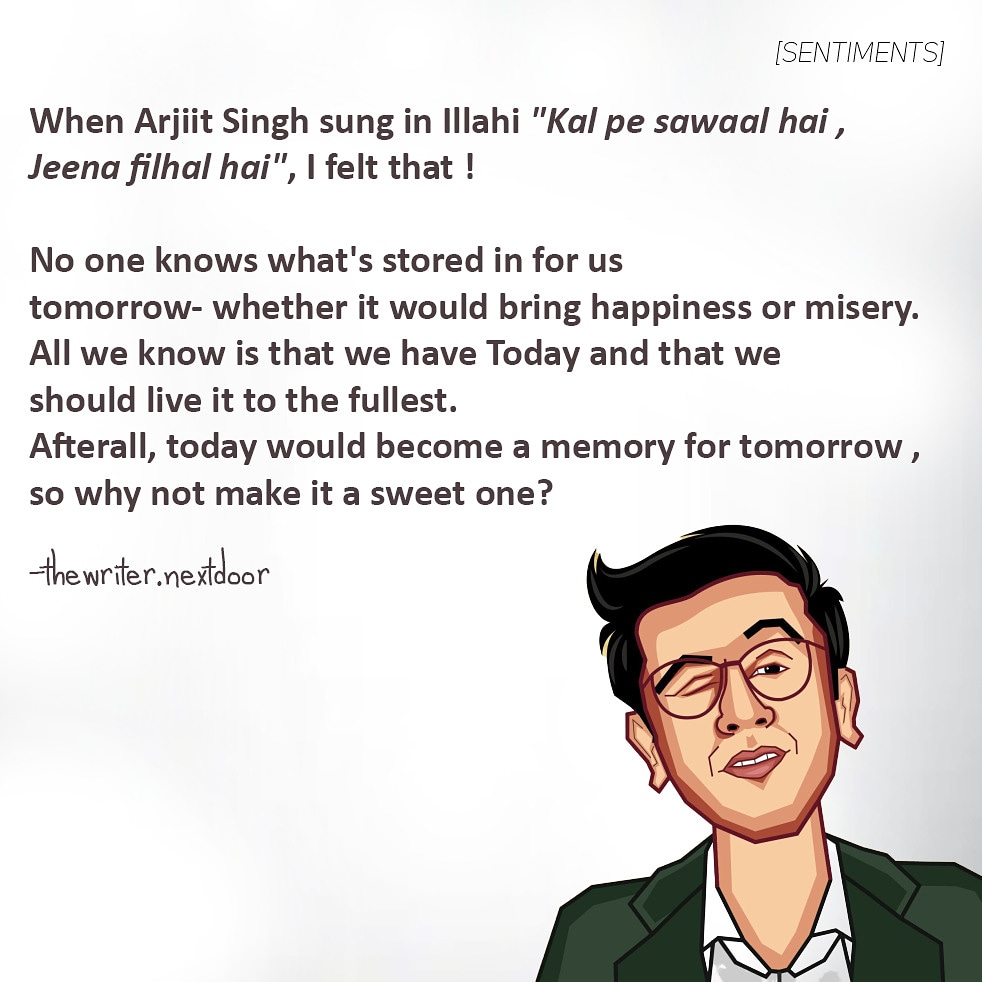 [SENTIMENTS]
When Arjiit Singh sung in Illahi "Kal pe sawaal hai ,
Jeena filhal hai", I felt that !
No one knows what's stored in for us
tomorrow- whether it would bring happiness or misery.
All we know is that we have Today and that we
should live it to the fullest.
Afterall, today would become a memory for tomorrow ,
so why not make it a sweet one?
-thewriter.nextdoor